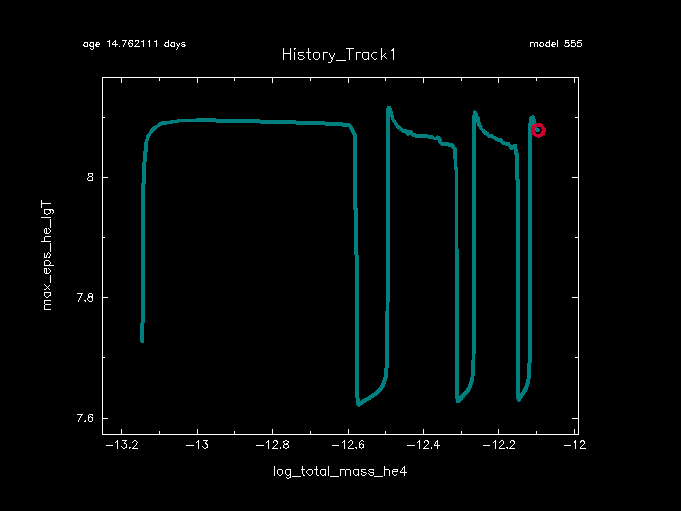 age 14.762111 days
model 555
History_Track1
max_eps_he_lgT
8
7.8
7.6
−13.2
−13
−12.8
−12.6
−12.4
−12.2
−12
log_total_mass_he4